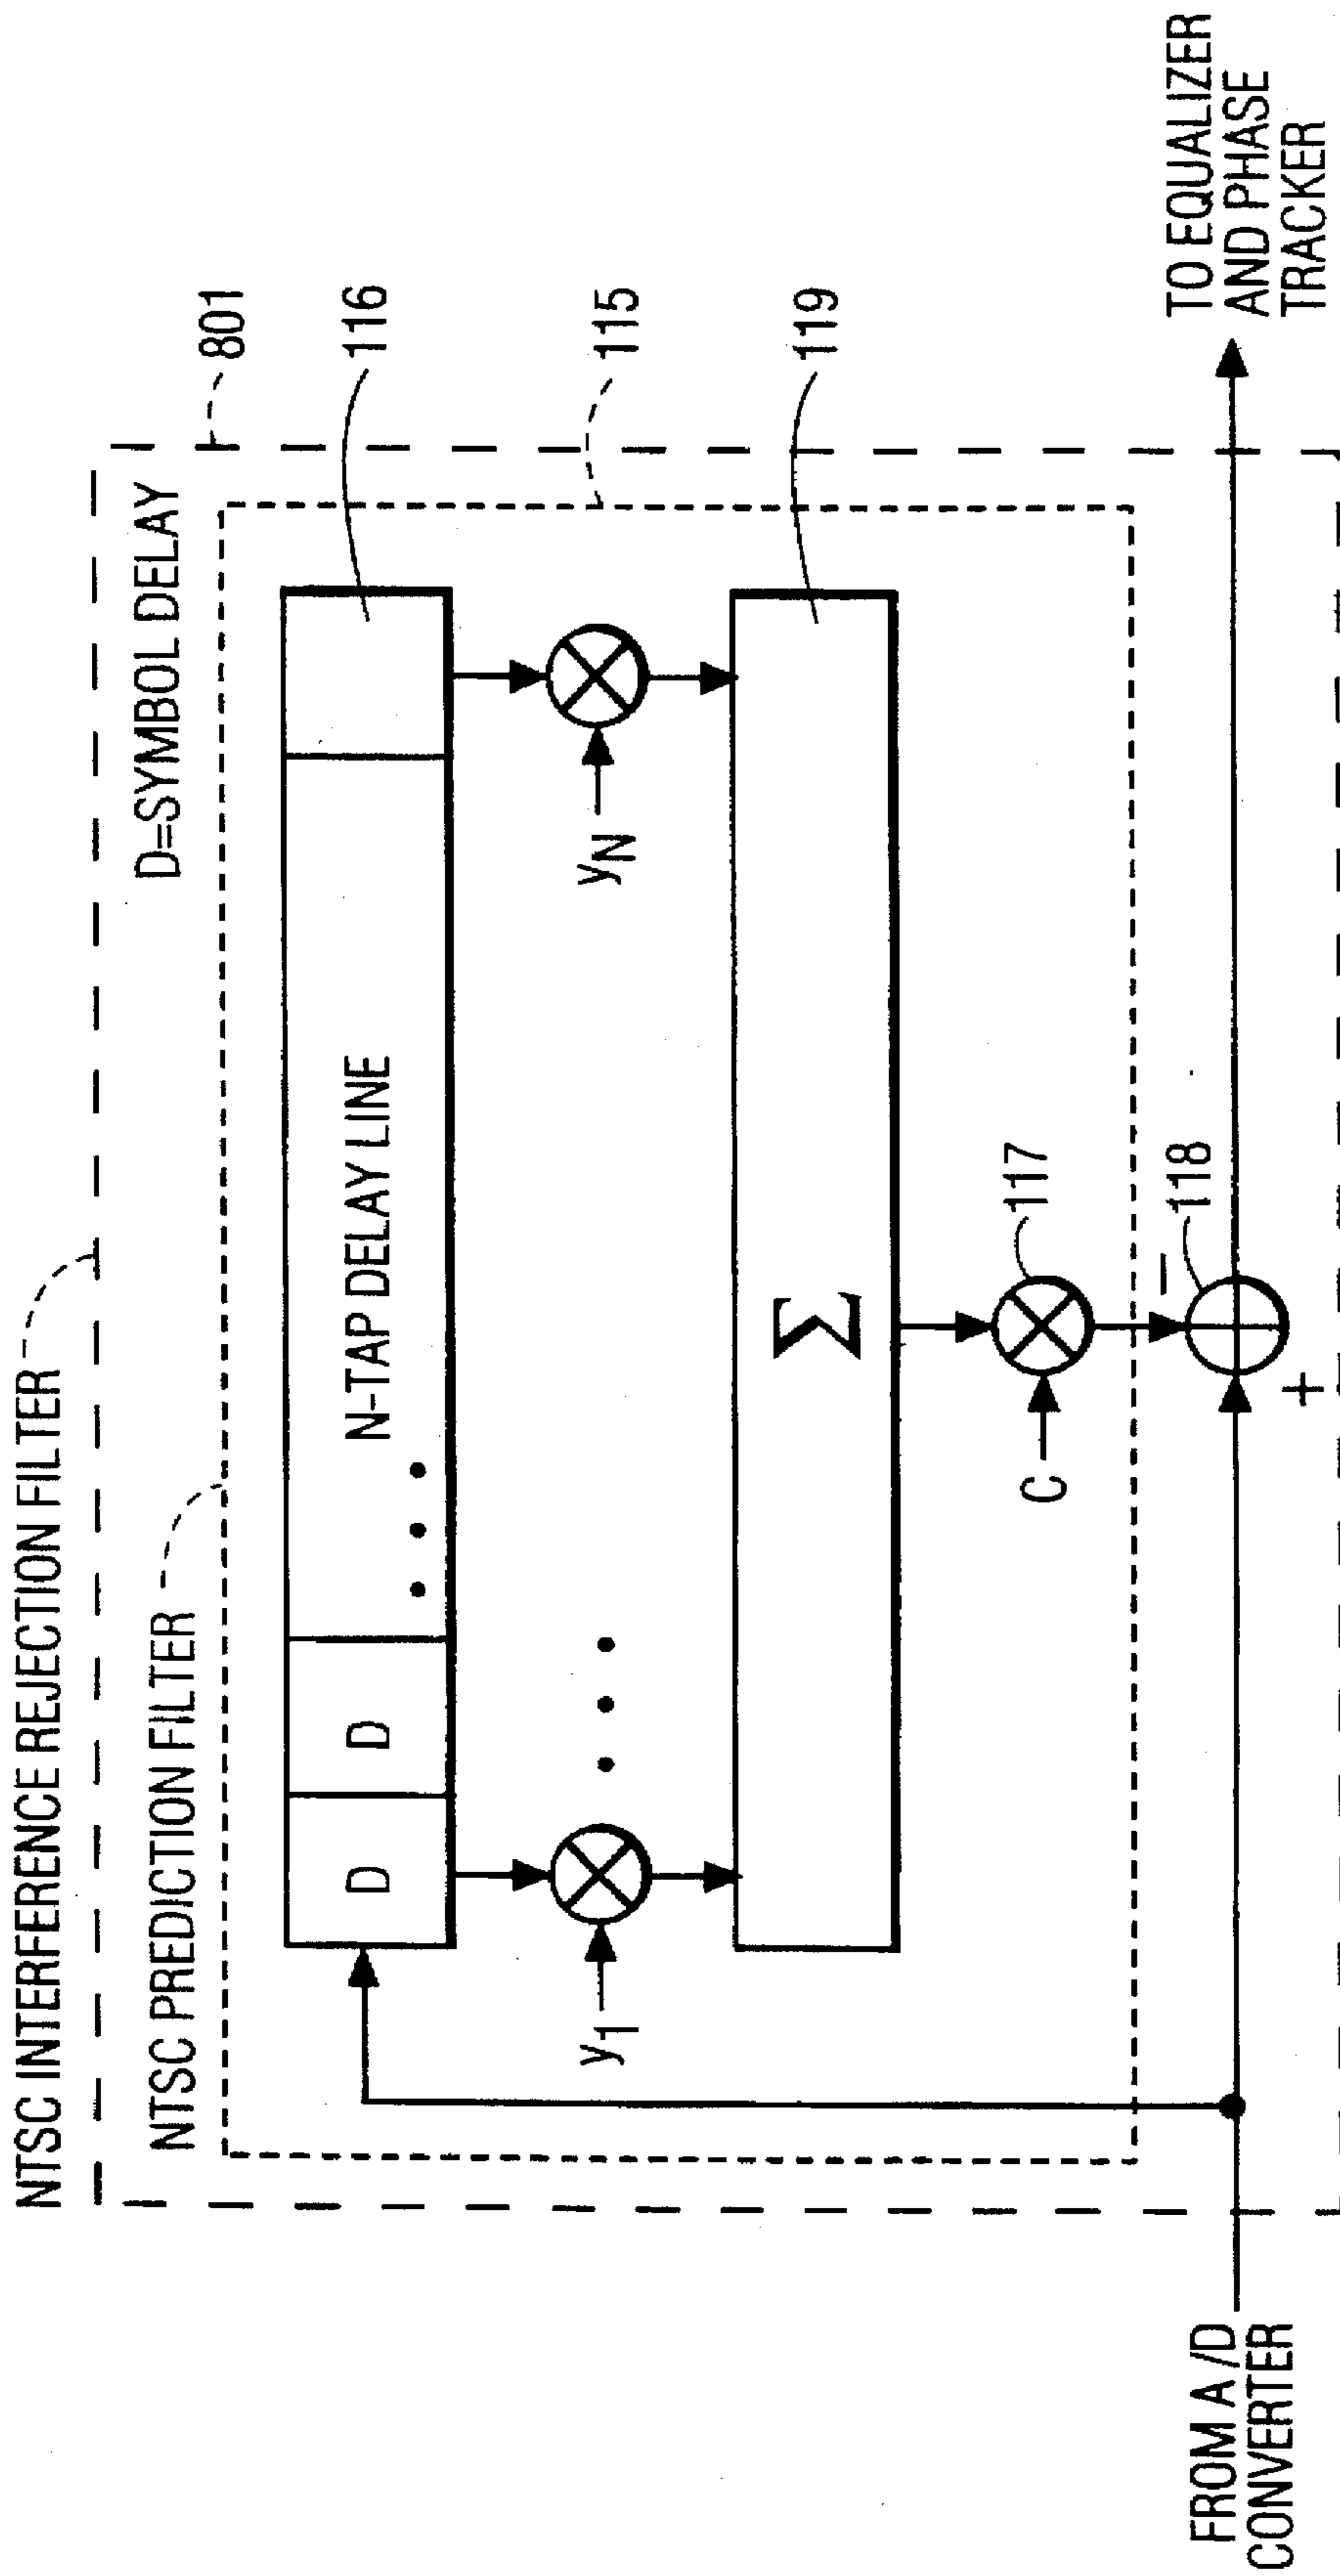 NTSC INTERFERENCE REJECTION FILTER
801
D=SYMBOL DELAY
NTSC PREDICTION FILTER
116
D
D
N-TAP DELAY LINE
115
y1
yN
119
Σ
117
C
118
−
+
FROM A/D
CONVERTER
TO EQUALIZER
AND PHASE
TRACKER